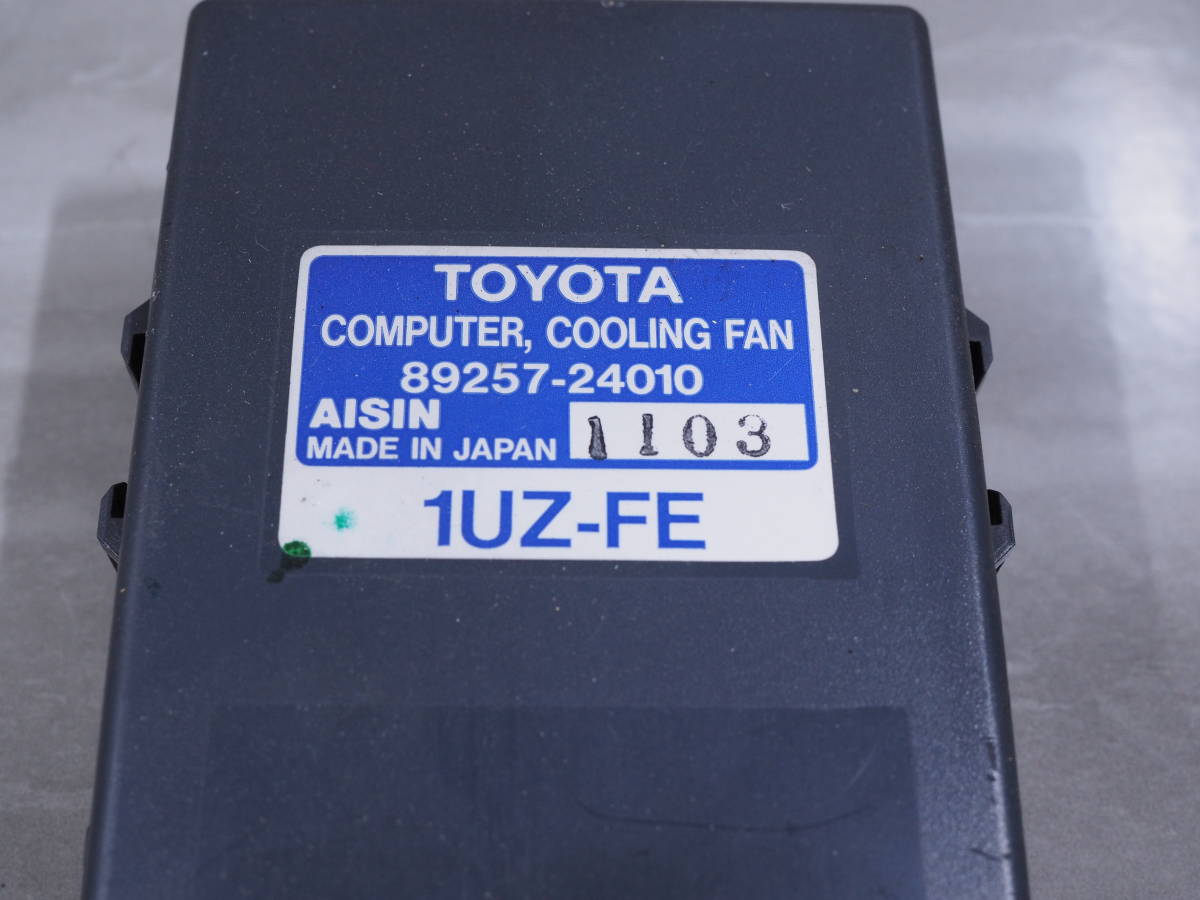 TOYOTA
COMPUTER, COOLING FAN
89257-24010
AISIN
MADE IN JAPAN 1103
1UZ-FE